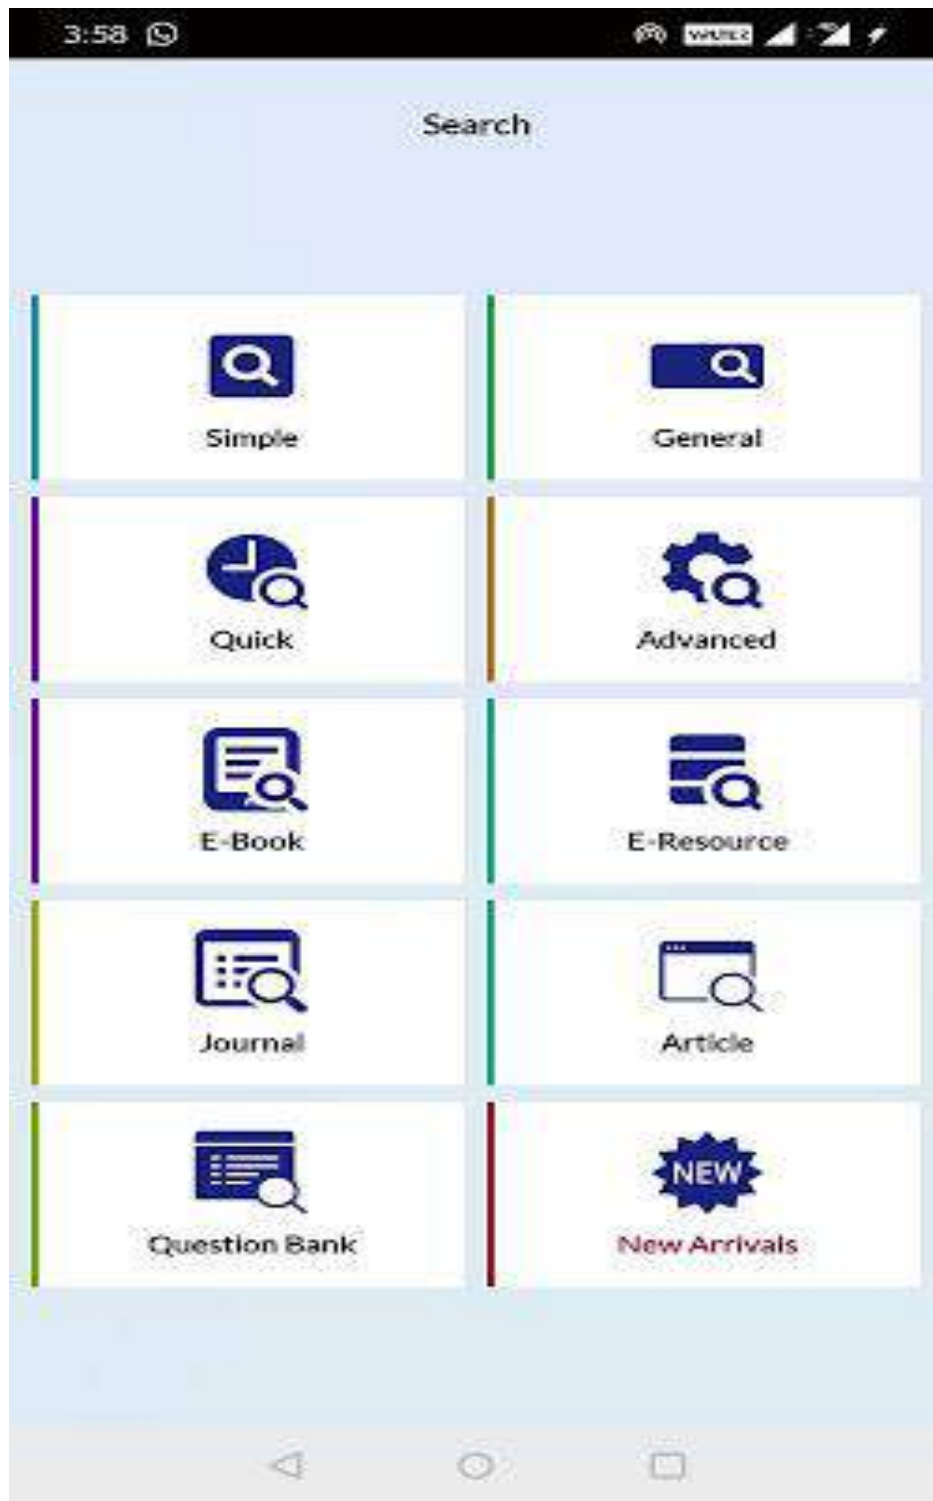 3:58
Search
Simple
General
Quick
Advanced
E-Book
E-Resource
Journal
Article
Question Bank
NEW
New Arrivals